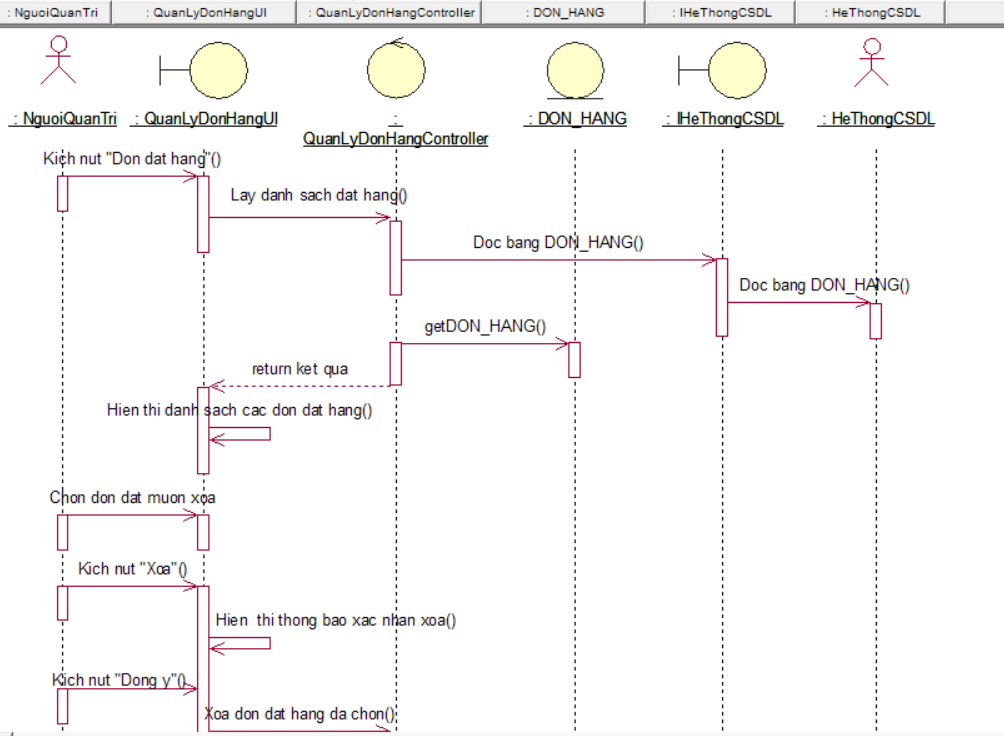 : NguoiQuanTri
: QuanLyDonHangUI
: QuanLyDonHangController
: DON_HANG
: IHeThongCSDL
: HeThongCSDL
: NguoiQuanTri
: QuanLyDonHangUI
:
QuanLyDonHangController
: DON_HANG
: IHeThongCSDL
: HeThongCSDL
Kich nut "Don dat hang"()
Lay danh sach dat hang()
Doc bang DON_HANG()
Doc bang DON_HANG()
getDON_HANG()
return ket qua
Hien thi danh sach cac don dat hang()
Chon don dat muon xoa
Kich nut "Xoa"()
Hien thi thong bao xac nhan xoa()
Kich nut "Dong y"()
Xoa don dat hang da chon()